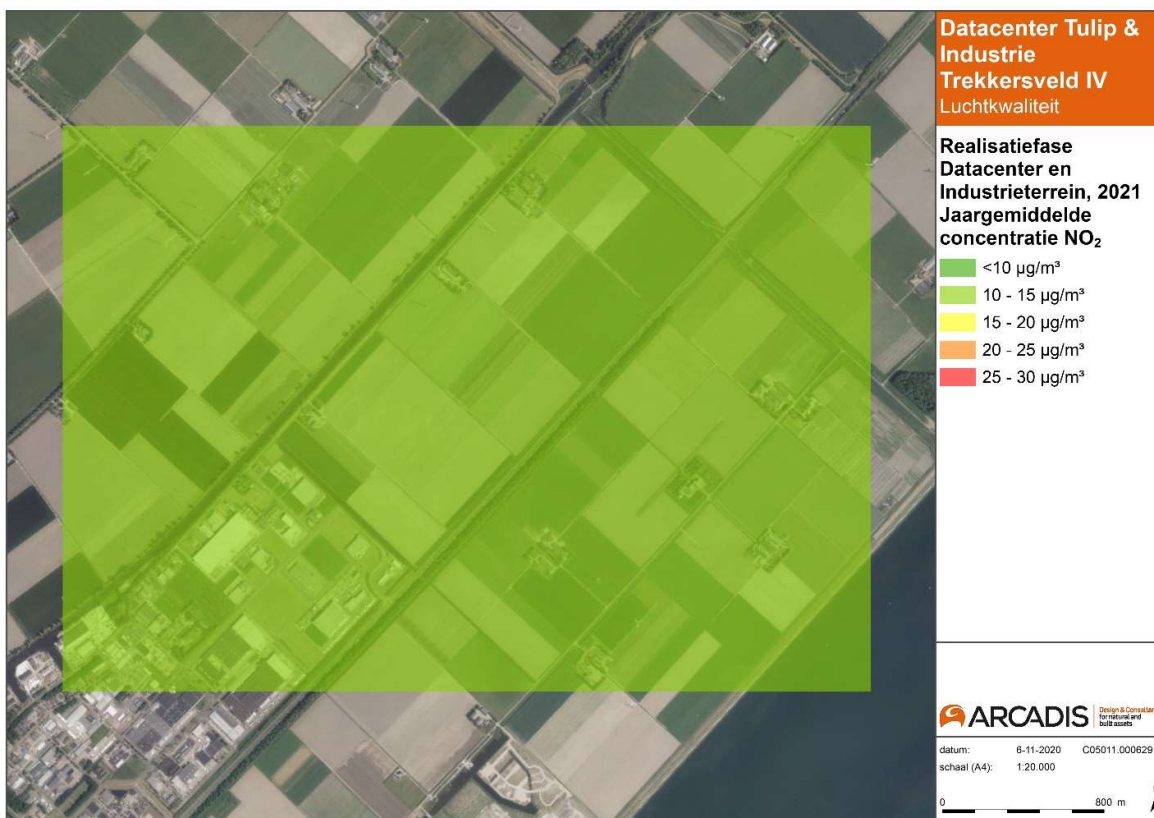 Datacenter Tulip &
Industrie
Trekkersveld IV
Luchtkwaliteit
Realisatiefase
Datacenter en
Industrieterrein, 2021
Jaargemiddelde
concentratie NO₂
<10 µg/m³
10 - 15 µg/m³
15 - 20 µg/m³
20 - 25 µg/m³
25 - 30 µg/m³
ARCADIS
Design &
for natural and
built assets
datum: 6-11-2020 C05011.000629
schaal (A4): 1:20.000
0 800 m